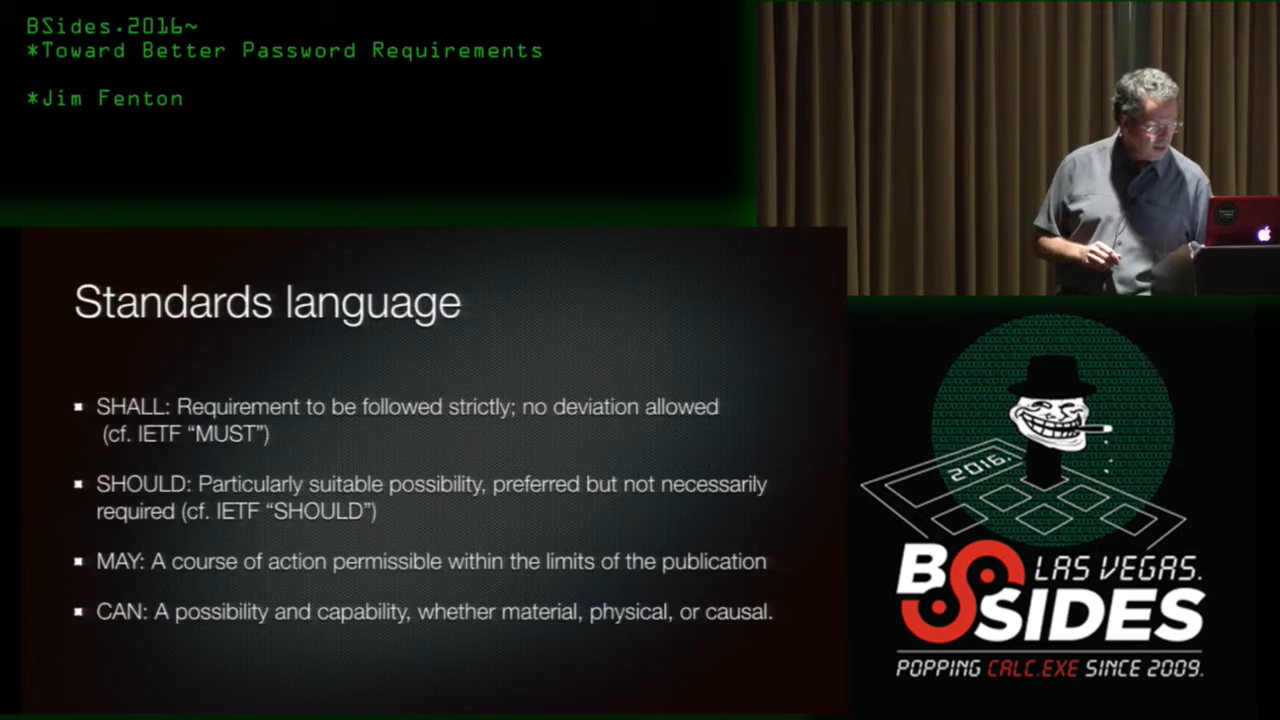 BSides.2016~
*Toward Better Password Requirements
*Jim Fenton
Standards language
▪ SHALL: Requirement to be followed strictly; no deviation allowed
(cf. IETF “MUST”)
▪ SHOULD: Particularly suitable possibility, preferred but not necessarily
required (cf. IETF “SHOULD”)
▪ MAY: A course of action permissible within the limits of the publication
▪ CAN: A possibility and capability, whether material, physical, or causal.
2016.
BSIDES
LAS VEGAS.
POPPING CALC.EXE SINCE 2009.